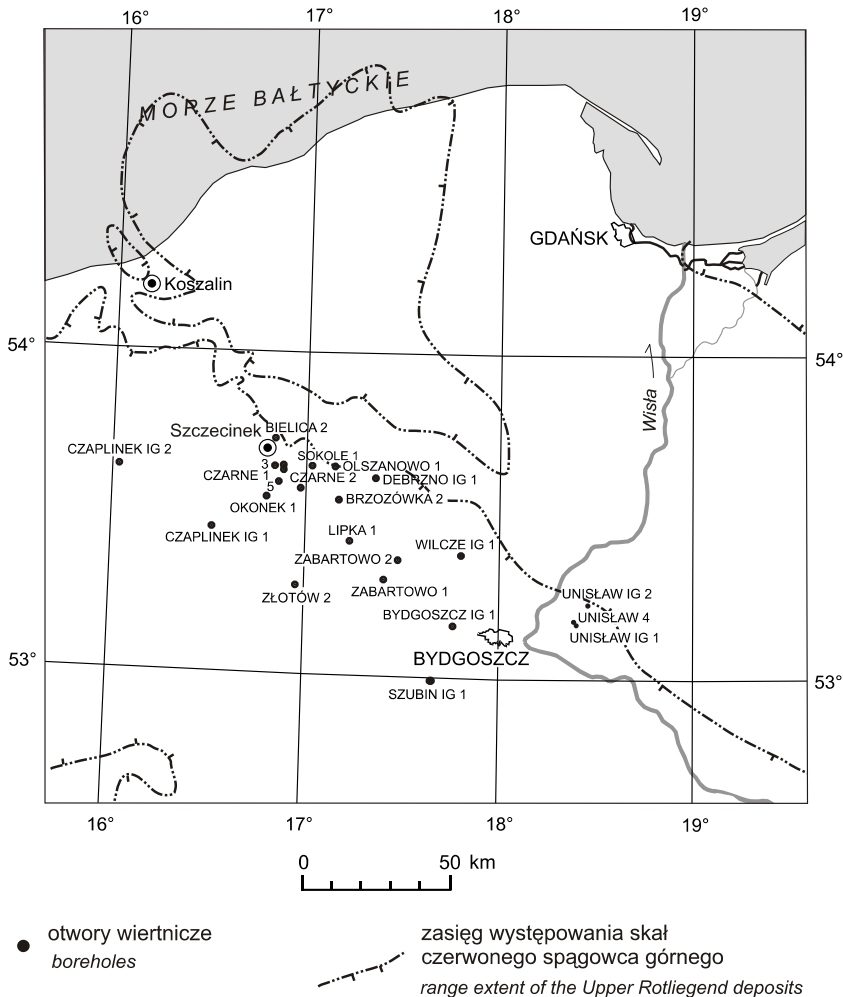 16°
17°
18°
19°
MORZE BAŁTYCKIE
GDAŃSK
Koszalin
54°
54°
Wisła
Szczecinek
BIELICA 2
CZAPLINEK IG 2
SOKOLE 1
3
OLSZANOWO 1
CZARNE 1
CZARNE 2
DEBRZNO IG 1
5
BRZOZÓWKA 2
OKONEK 1
CZAPLINEK IG 1
LIPKA 1
WILCZE IG 1
ZABARTOWO 2
ZABARTOWO 1
ZŁOTÓW 2
UNISŁAW IG 2
BYDGOSZCZ IG 1
UNISŁAW 4
UNISŁAW IG 1
BYDGOSZCZ
53°
53°
SZUBIN IG 1
16°
17°
18°
19°
0 50 km
otwory wiertnicze
boreholes
zasięg występowania skał
czerwonego spągowca górnego
range extent of the Upper Rotliegend deposits